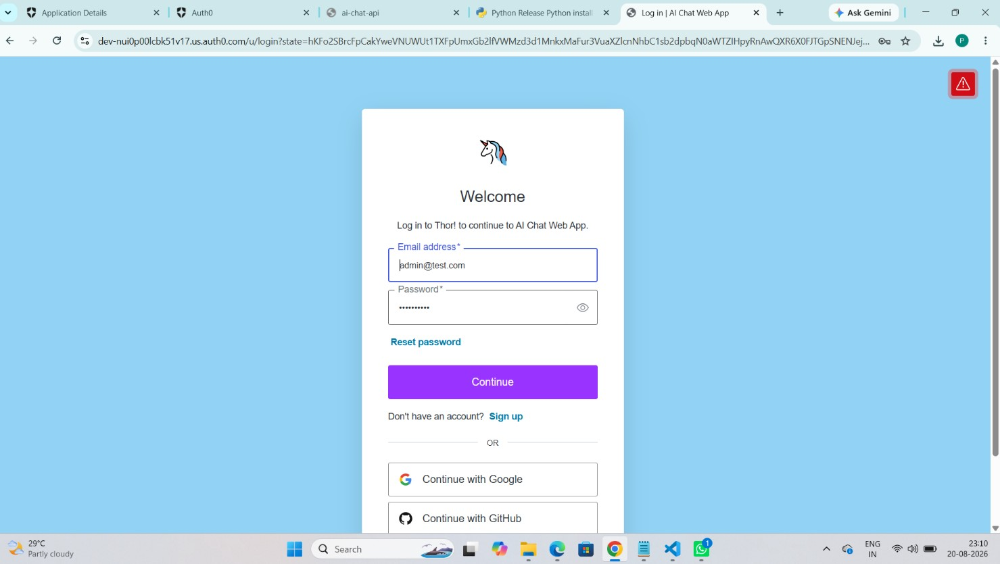 Application Details
Auth0
ai-chat-api
Python Release Python install
Log in | AI Chat Web App
Ask Gemini
dev-nui0p00lcbk51v17.us.auth0.com/u/login?state=hKFo2SBrcFpCakYweVNUWUt1TXFpUmxGb2lfVWMzd3d1MnkxMaFur3VuaXZlcnNhbC1sb2dpbqN0aWTZIHpyRnAwQXR6X0FJTGpSNENJej...
P
Welcome
Log in to Thor! to continue to AI Chat Web App.
Email address*
admin@test.com
Password*
••••••••••
Reset password
Continue
Don't have an account? Sign up
OR
Continue with Google
Continue with GitHub
29°C
Partly cloudy
Search
1
ENG
IN
23:10
20-08-2026